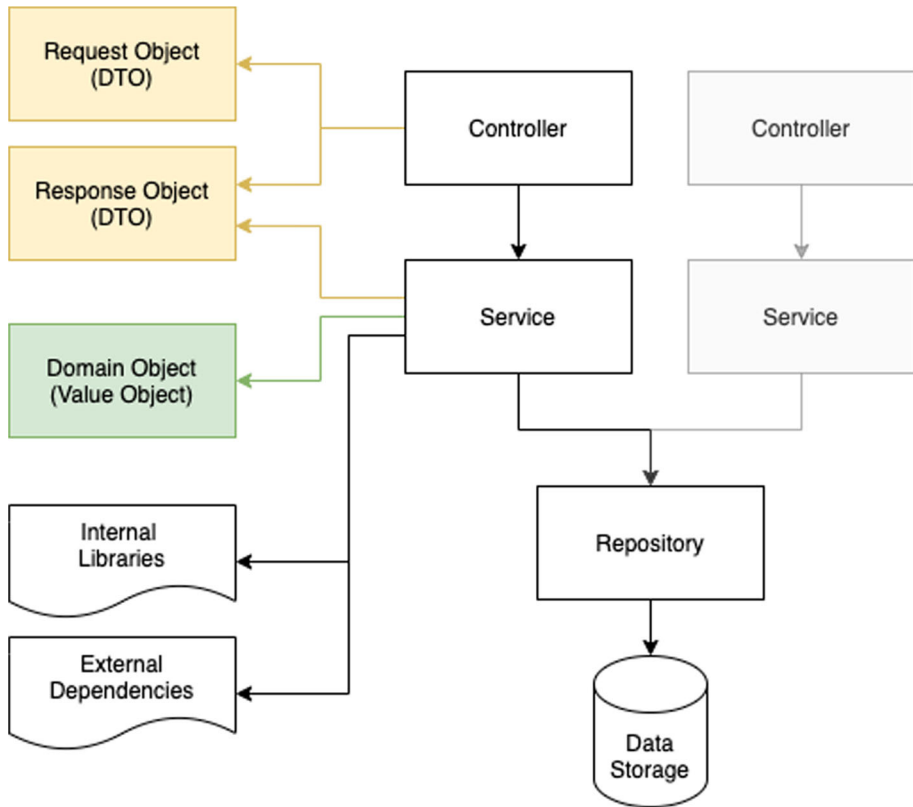 Request Object
(DTO)
Controller
Controller
Response Object
(DTO)
Service
Service
Domain Object
(Value Object)
Internal
Libraries
Repository
External
Dependencies
Data
Storage